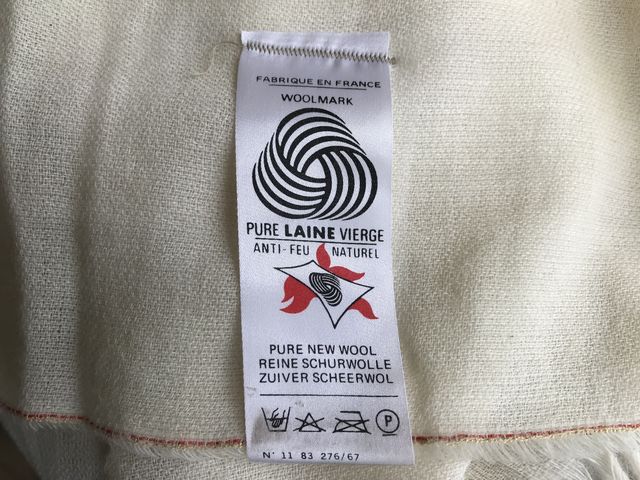 FABRIQUE EN FRANCE
WOOLMARK
PURE LAINE VIERGE
ANTI-FEU NATUREL
PURE NEW WOOL
REINE SCHURWOLLE
ZUIVER SCHEERWOL
P
N° 11 83 276/67